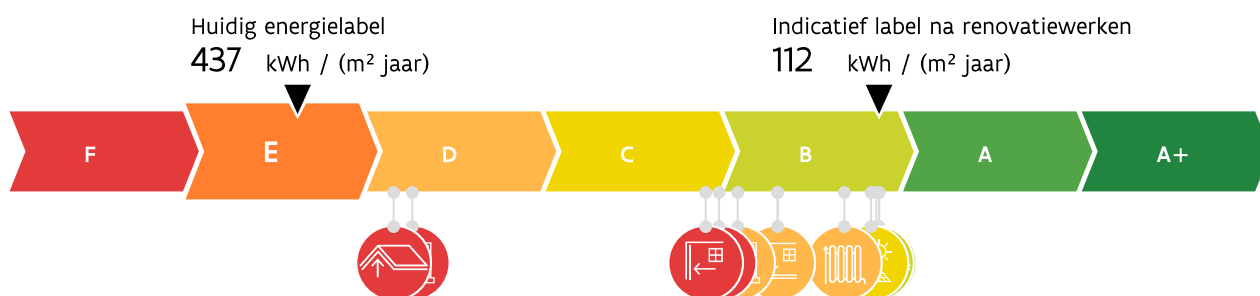 Huidig energielabel
437 kWh / (m² jaar)
Indicatief label na renovatiewerken
112 kWh / (m² jaar)
F E D C B A A+